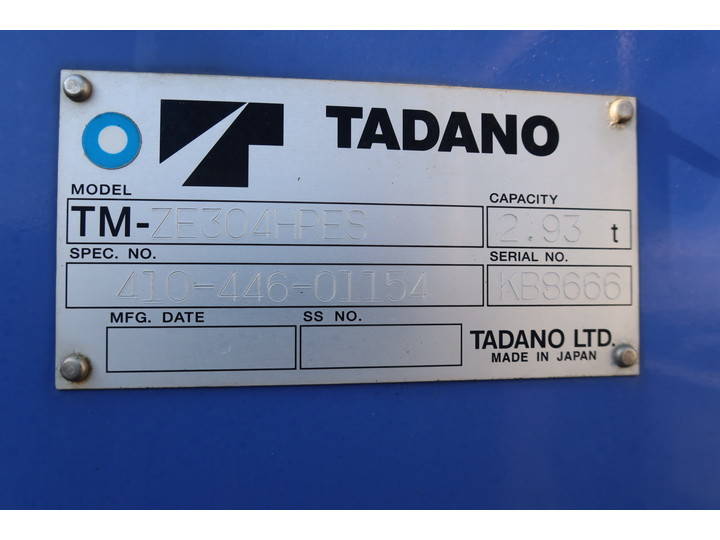 TADANO
MODEL
TM-ZE304HPES
CAPACITY
2.93 t
SPEC. NO.
410-446-01154
SERIAL NO.
KB8666
MFG. DATE
SS NO.
TADANO LTD.
MADE IN JAPAN